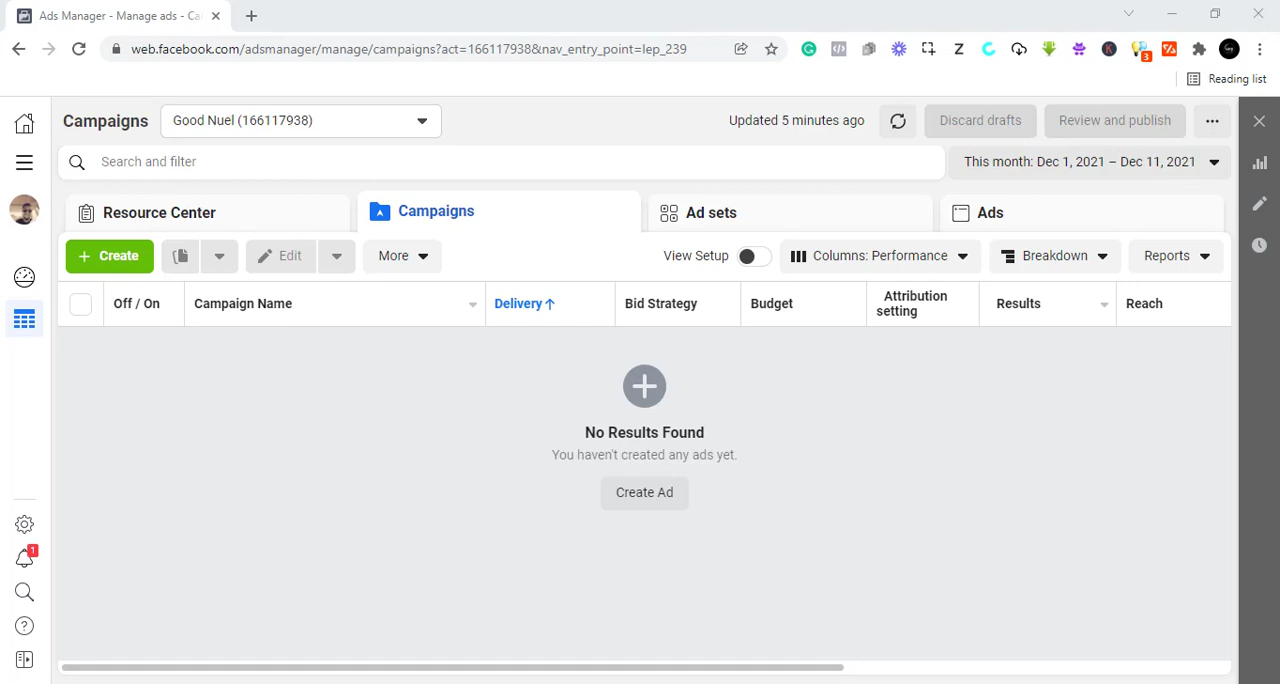 Ads Manager - Manage ads - Ca
web.facebook.com/adsmanager/manage/campaigns?act=166117938&nav_entry_point=lep_239
3
Reading list
Campaigns
Good Nuel (166117938)
Updated 5 minutes ago
Discard drafts
Review and publish
Search and filter
This month: Dec 1, 2021 – Dec 11, 2021
Resource Center
Campaigns
Ad sets
Ads
+ Create
Edit
More
View Setup
Columns: Performance
Breakdown
Reports
Off / On
Campaign Name
Delivery ↑
Bid Strategy
Budget
Attribution
setting
Results
Reach
No Results Found
You haven't created any ads yet.
Create Ad
1